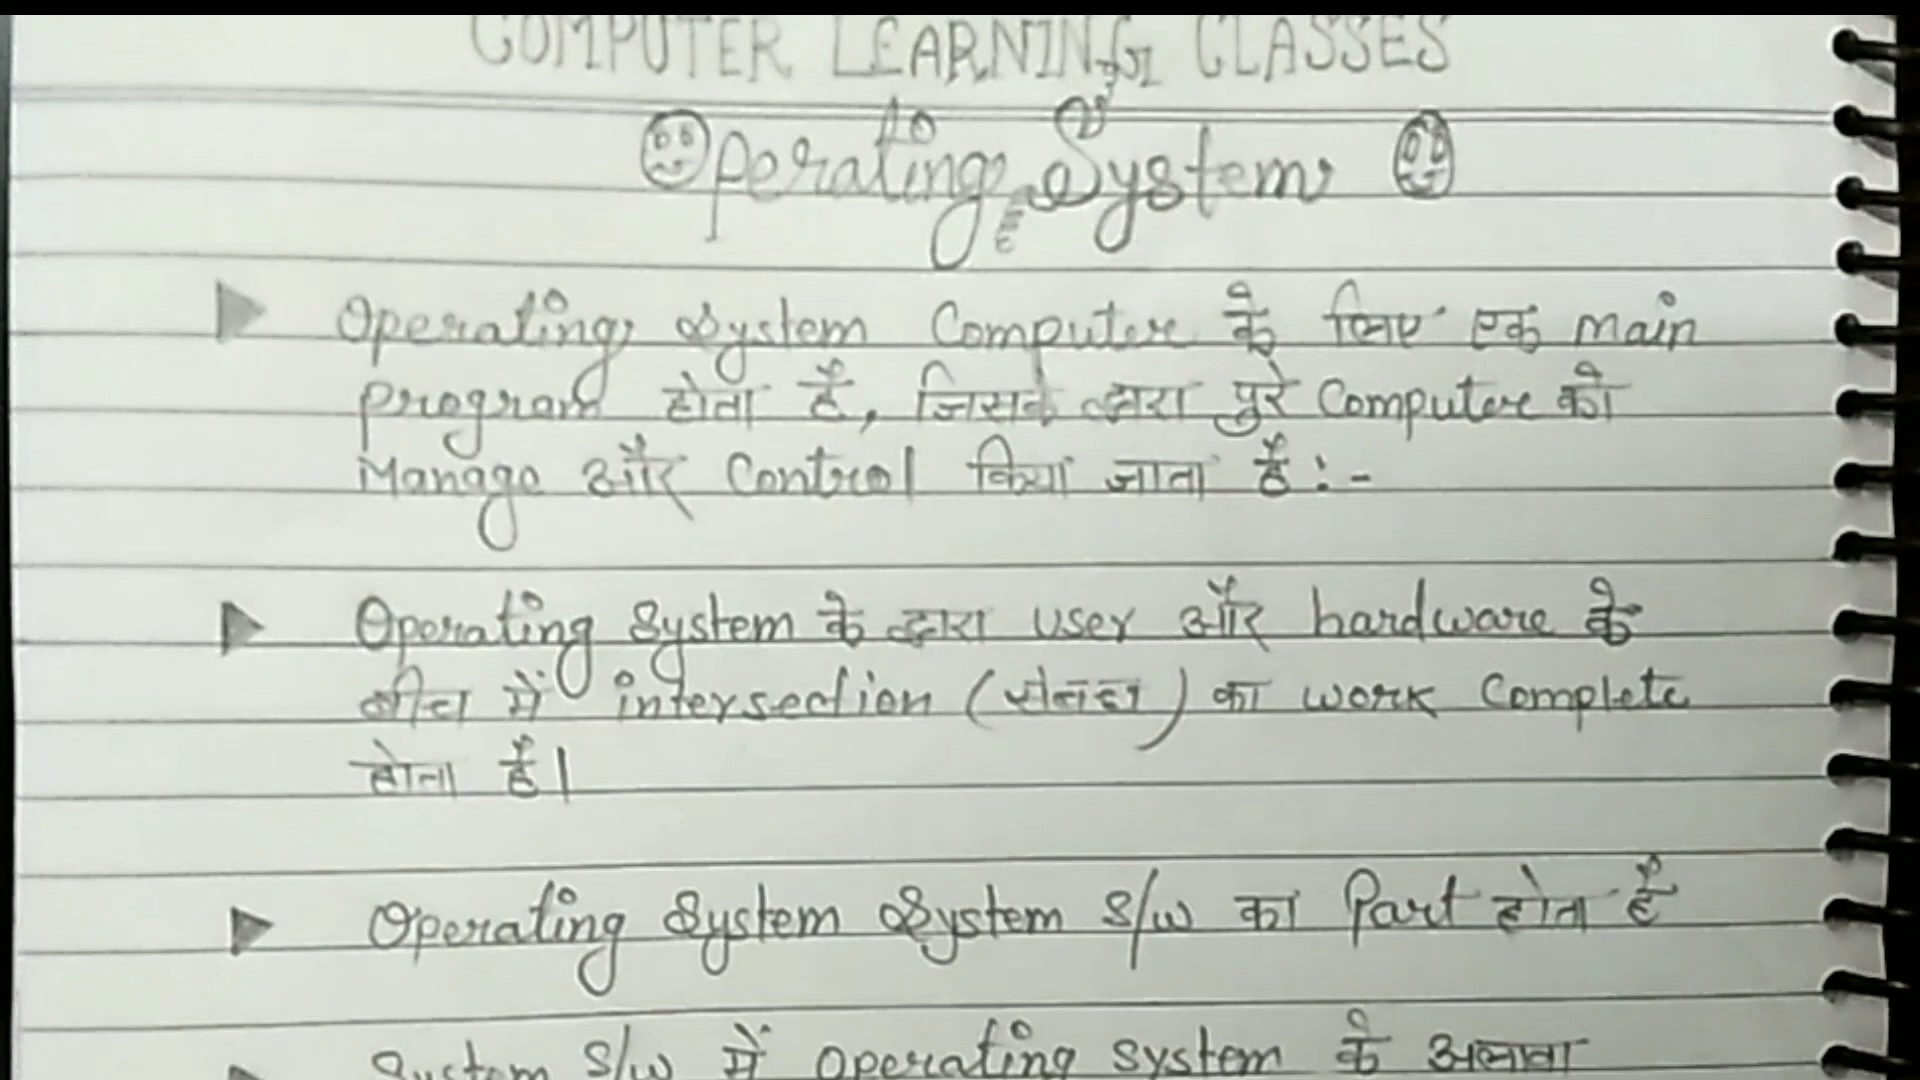 COMPUTER LEARNING CLASSES
Operating System
Operating System Computer के लिए एक main
program होता है, जिसके द्वारा पुरे Computer को
Manage और Control किया जाता है :-
Operating System के द्वारा user और hardware के
बीच में intersection ( ) का work Complete
होता है।
Operating System System S/w का Part होता है
System S/w में Operating System के अलावा